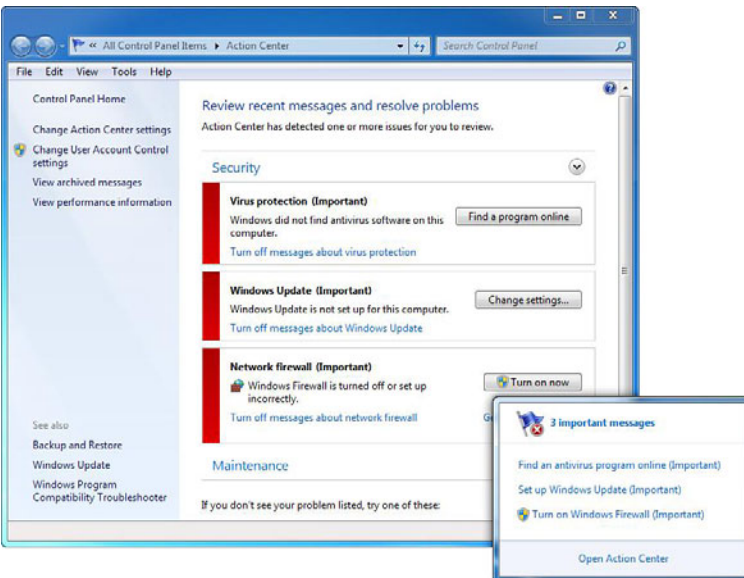 « All Control Panel Items ▸ Action Center
Search Control Panel
File Edit View Tools Help
Control Panel Home
Change Action Center settings
Change User Account Control
settings
View archived messages
View performance information
See also
Backup and Restore
Windows Update
Windows Program
Compatibility Troubleshooter
Review recent messages and resolve problems
Action Center has detected one or more issues for you to review.
Security
Virus protection (Important)
Windows did not find antivirus software on this
computer.
Find a program online
Turn off messages about virus protection
Windows Update (Important)
Windows Update is not set up for this computer.
Change settings...
Turn off messages about Windows Update
Network firewall (Important)
Windows Firewall is turned off or set up
incorrectly.
Turn on now
Turn off messages about network firewall
Maintenance
If you don't see your problem listed, try one of these:
3 important messages
Find an antivirus program online (Important)
Set up Windows Update (Important)
Turn on Windows Firewall (Important)
Open Action Center